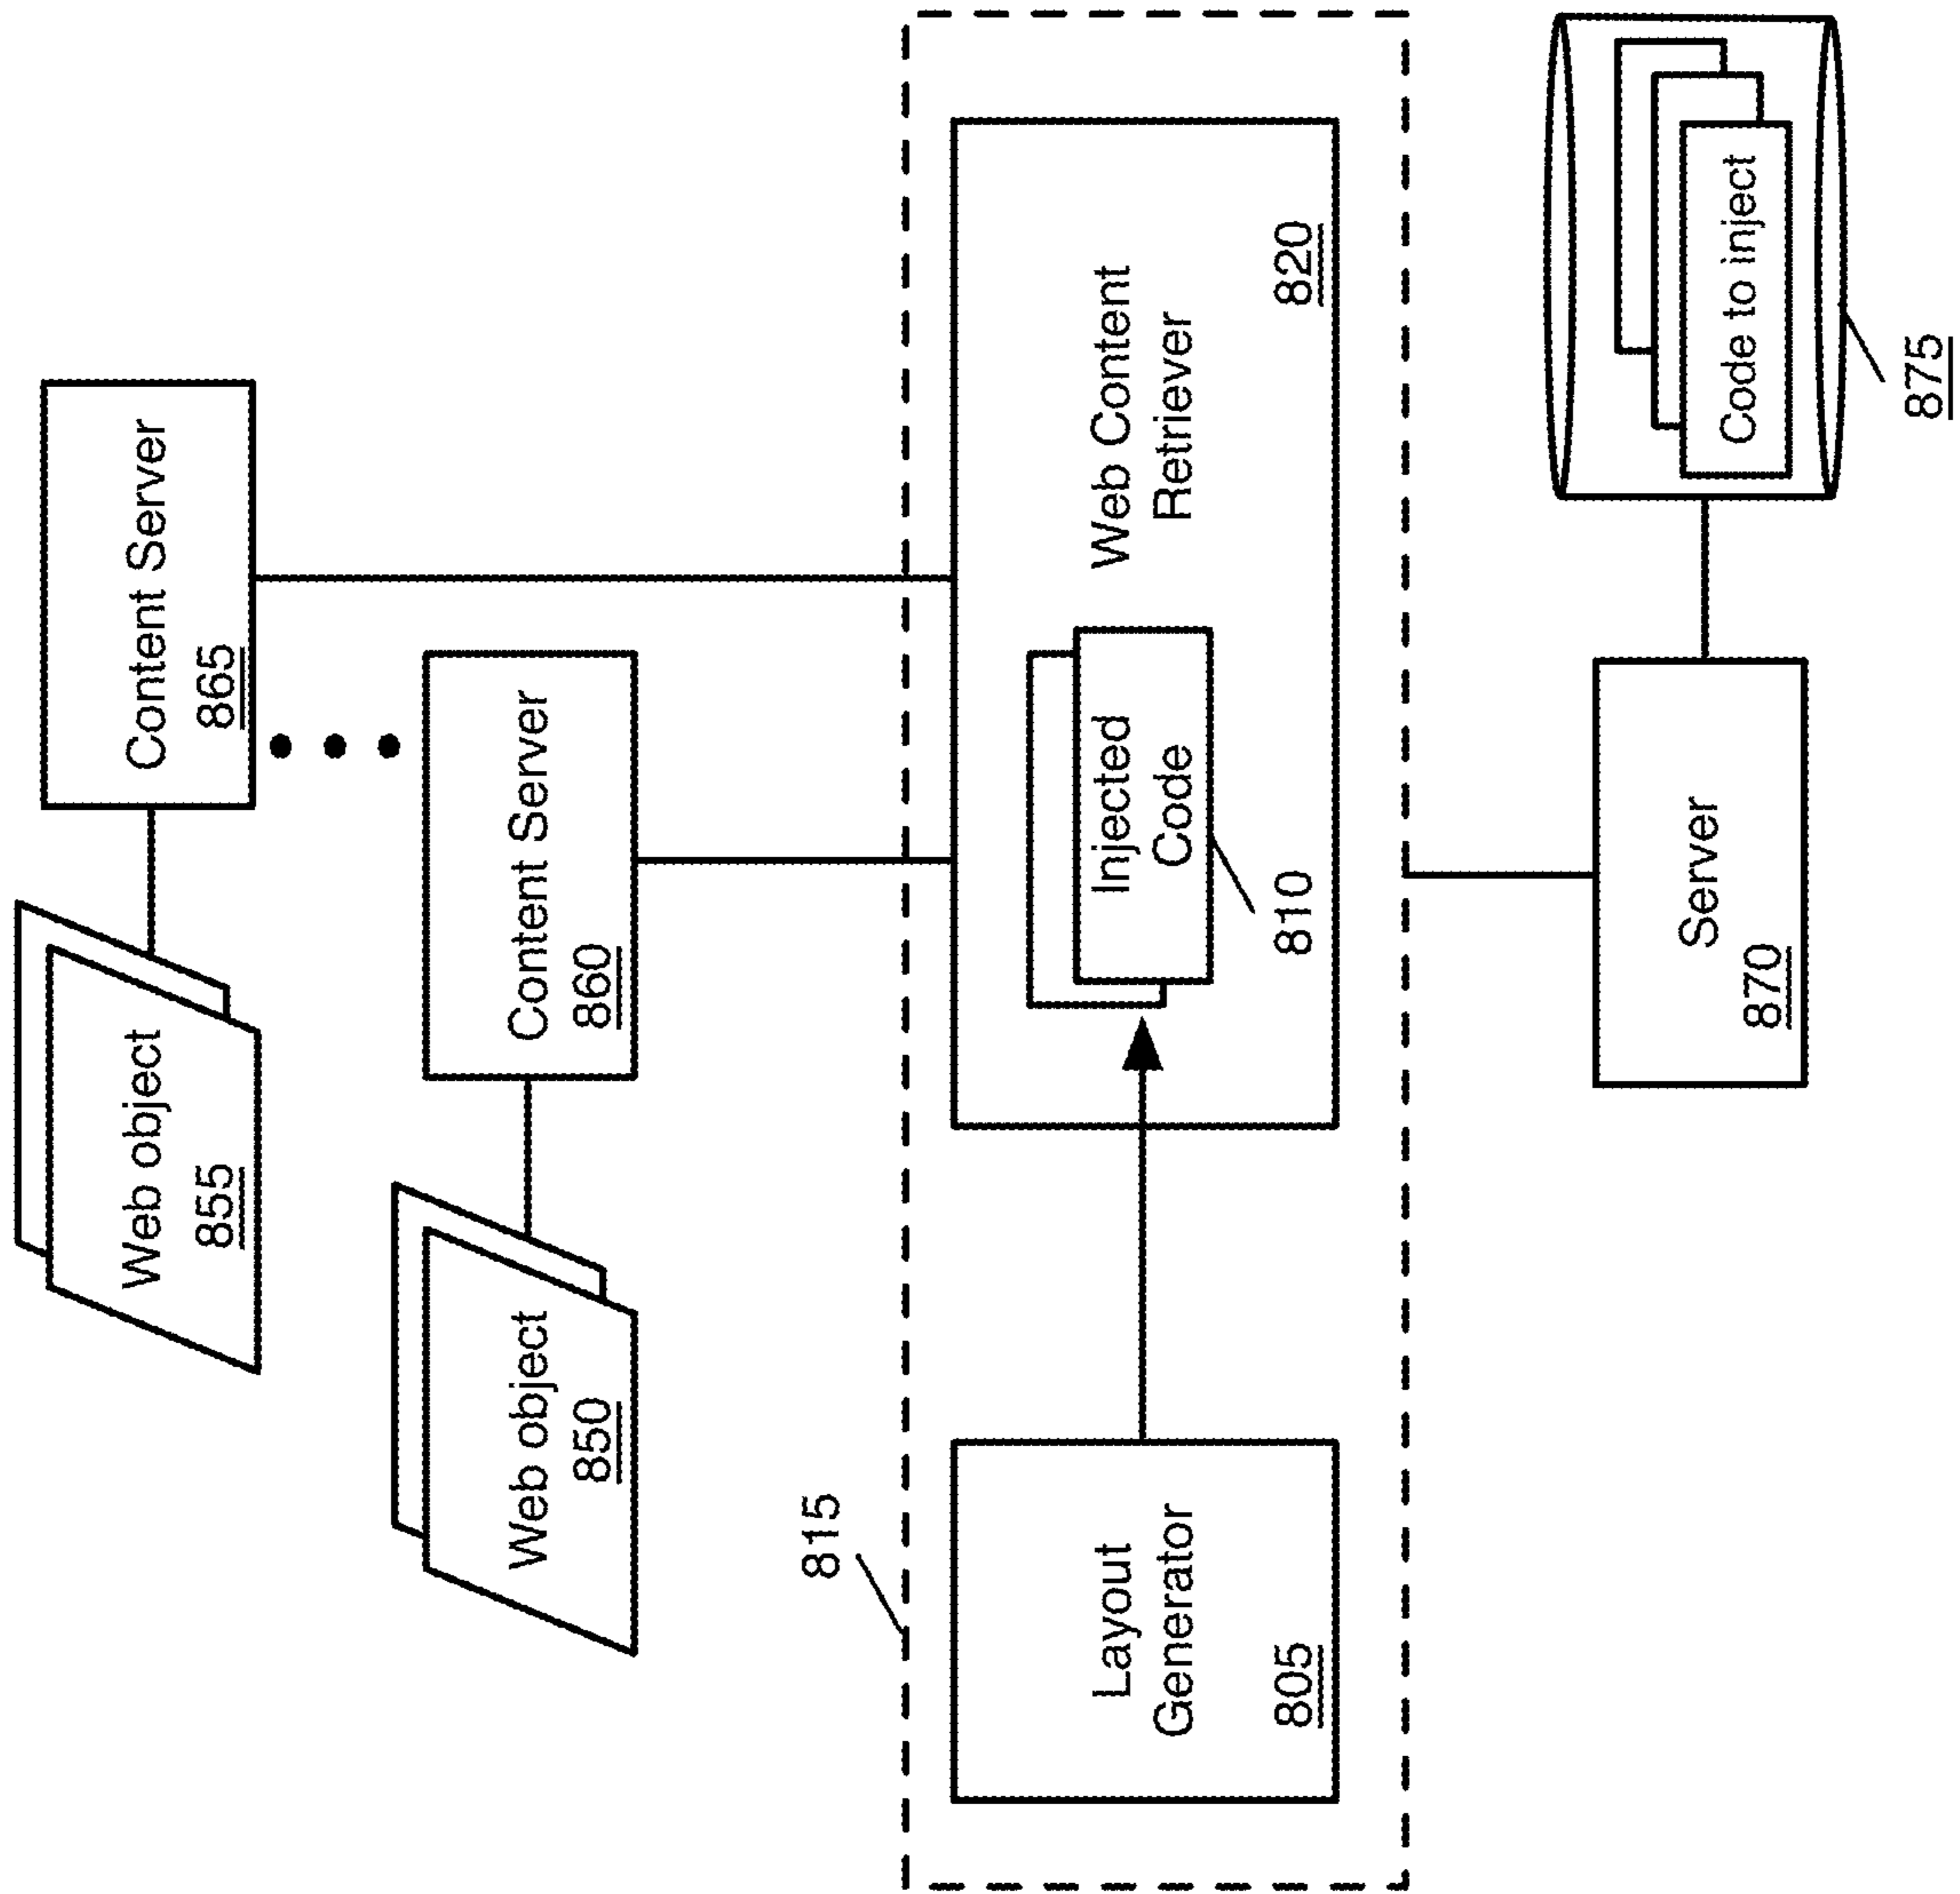 Web object
855
Content Server
865
Web object
850
Content Server
860
815
Layout
Generator
805
Injected
Code
810
Web Content
Retriever
820
Server
870
Code to inject
875